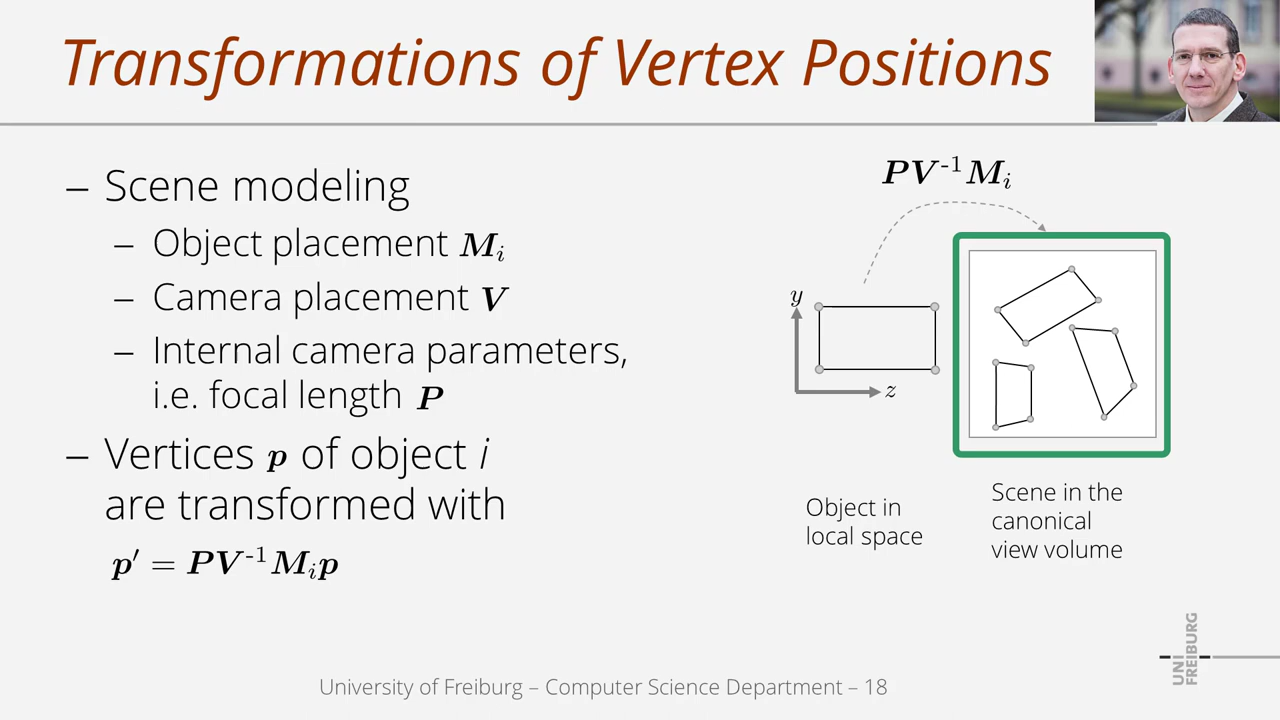 Transformations of Vertex Positions
– Scene modeling
– Object placement Mᵢ
– Camera placement V
– Internal camera parameters,
i.e. focal length P
– Vertices p of object i
are transformed with
p′ = PV⁻¹Mᵢp
PV⁻¹Mᵢ
y
z
Object in
local space
Scene in the
canonical
view volume
University of Freiburg – Computer Science Department – 18
UNI
FREIBURG